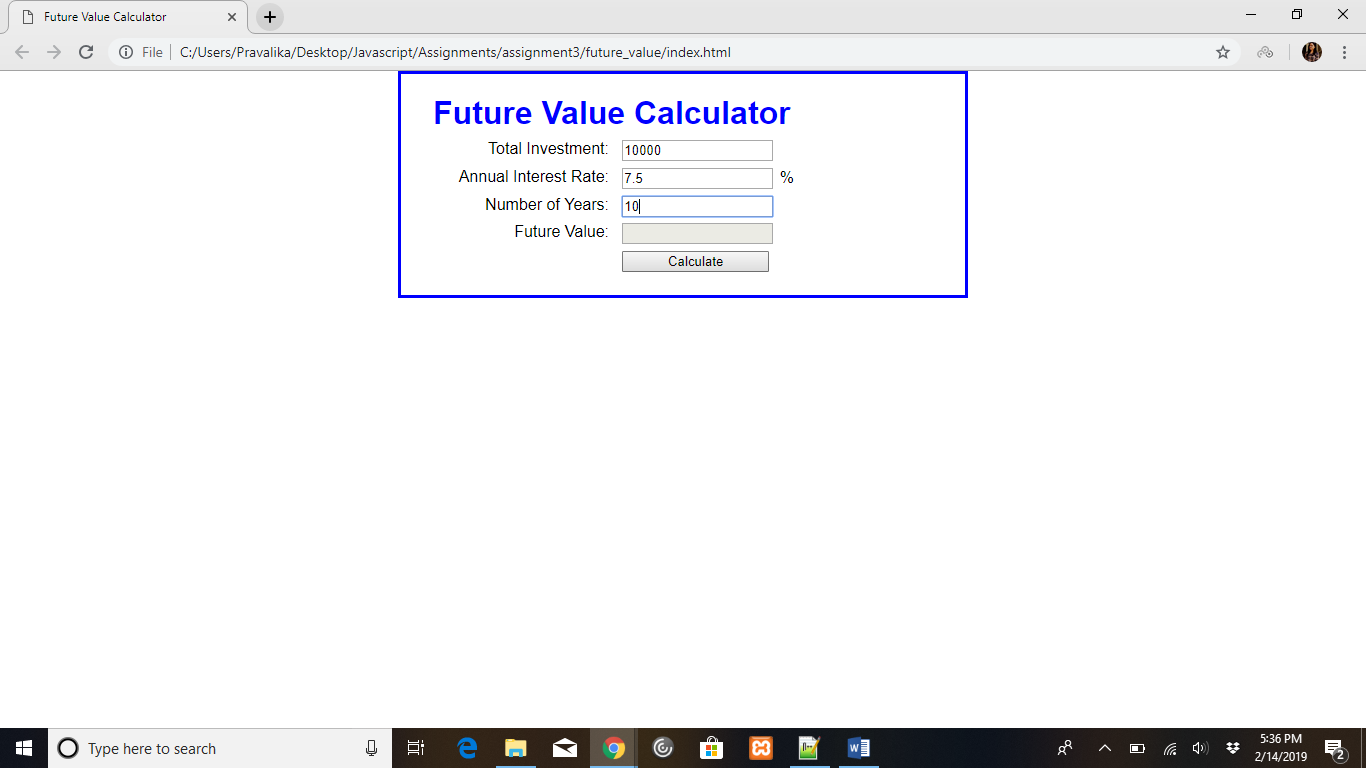 Future Value Calculator
File C:/Users/Pravalika/Desktop/Javascript/Assignments/assignment3/future_value/index.html
Future Value Calculator
Total Investment: 10000
Annual Interest Rate: 7.5 %
Number of Years: 10
Future Value:
Calculate
Type here to search
5:36 PM
2/14/2019
2